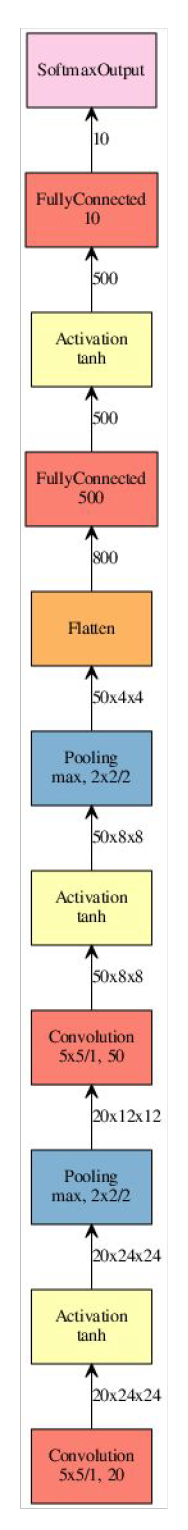 SoftmaxOutput
10
FullyConnected
10
500
Activation
tanh
500
FullyConnected
500
800
Flatten
50x4x4
Pooling
max, 2x2/2
50x8x8
Activation
tanh
50x8x8
Convolution
5x5/1, 50
20x12x12
Pooling
max, 2x2/2
20x24x24
Activation
tanh
20x24x24
Convolution
5x5/1, 20